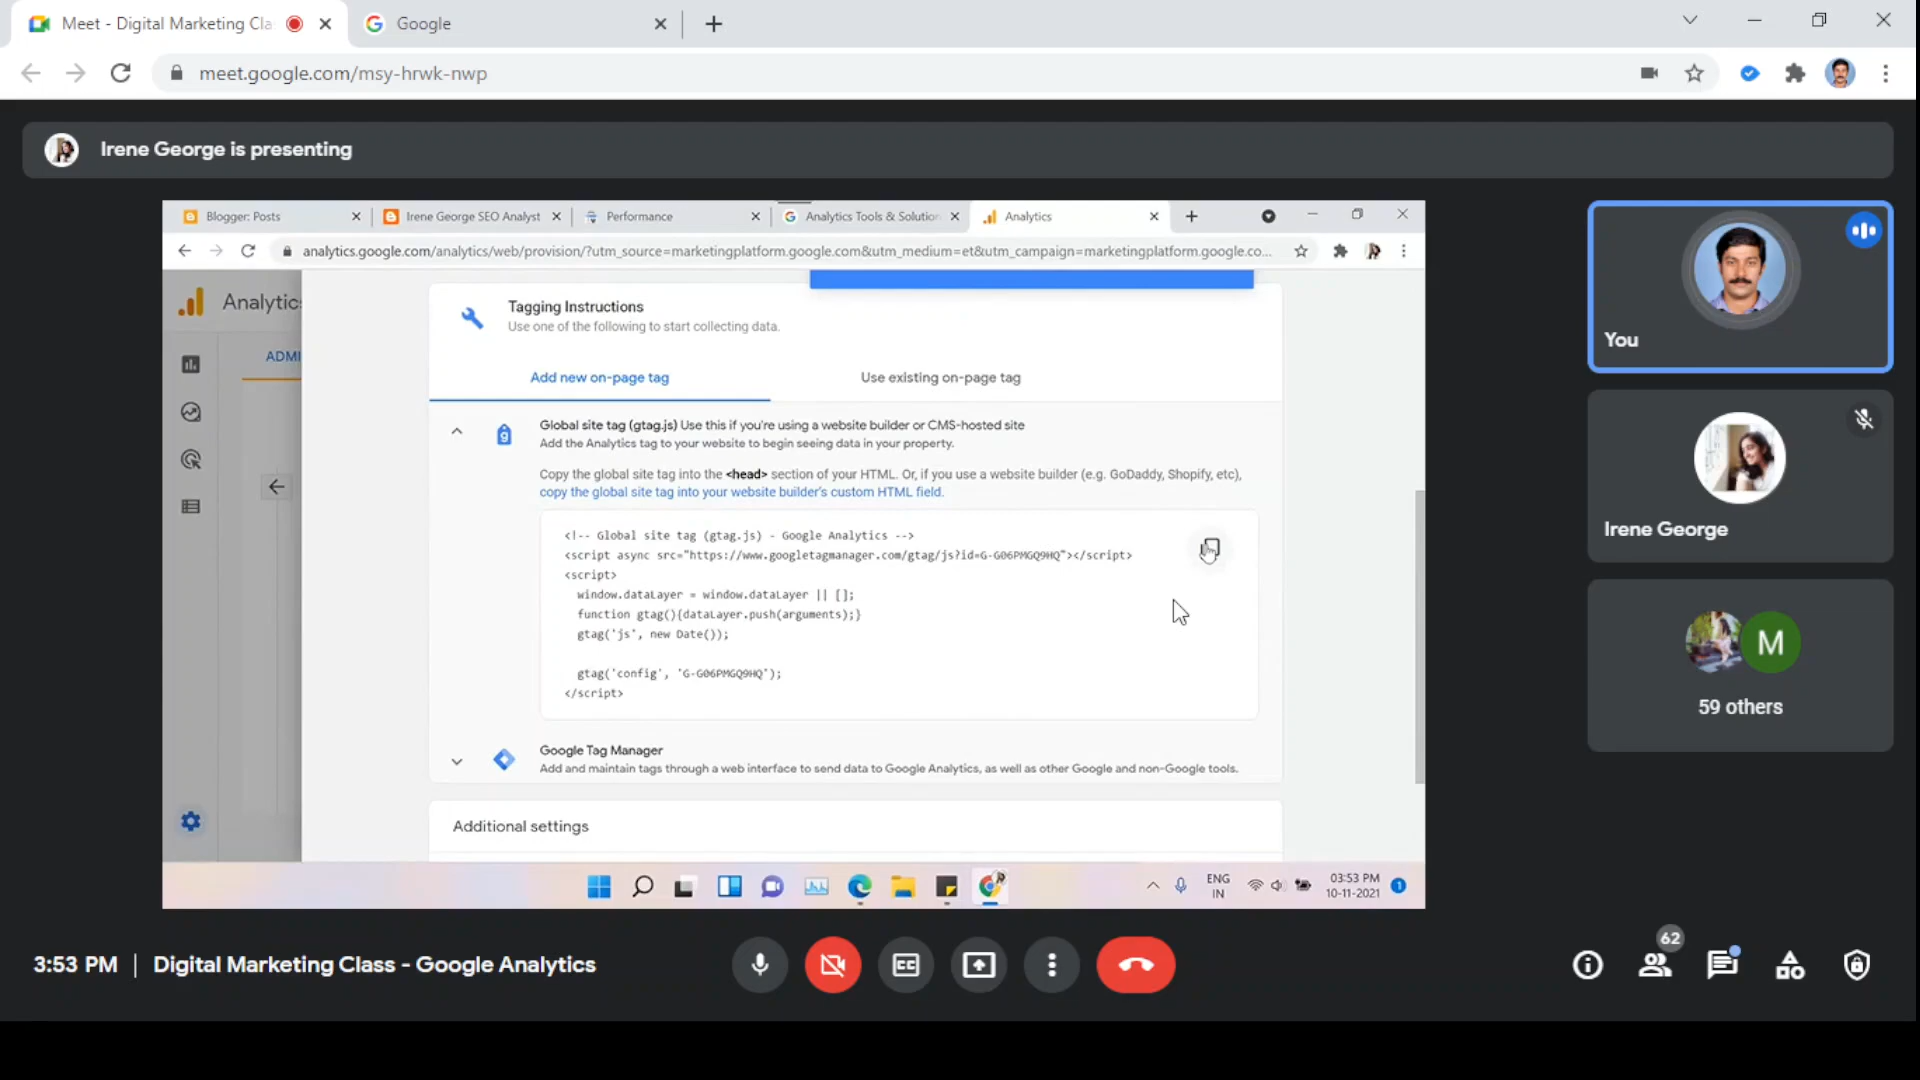 Meet - Digital Marketing Cla
Google
meet.google.com/msy-hrwk-nwp
Irene George is presenting
Blogger: Posts
Irene George SEO Analyst
Performance
Analytics Tools & Solution
Analytics
analytics.google.com/analytics/web/provision/?utm_source=marketingplatform.google.com&utm_medium=et&utm_campaign=marketingplatform.google.co...
Analytics
ADMI
Tagging Instructions
Use one of the following to start collecting data.
Add new on-page tag
Use existing on-page tag
Global site tag (gtag.js) Use this if you're using a website builder or CMS-hosted site
Add the Analytics tag to your website to begin seeing data in your property.
Copy the global site tag into the <head> section of your HTML. Or, if you use a website builder (e.g. GoDaddy, Shopify, etc),
copy the global site tag into your website builder's custom HTML field.
<!-- Global site tag (gtag.js) - Google Analytics -->
<script async src="https://www.googletagmanager.com/gtag/js?id=G-G06PMGQ9HQ"></script>
<script>
window.dataLayer = window.dataLayer || [];
function gtag(){dataLayer.push(arguments);}
gtag('js', new Date());
gtag('config', 'G-G06PMGQ9HQ');
</script>
Google Tag Manager
Add and maintain tags through a web interface to send data to Google Analytics, as well as other Google and non-Google tools.
Additional settings
ENG
IN
03:53 PM
10-11-2021
1
You
Irene George
M
59 others
3:53 PM
Digital Marketing Class - Google Analytics
CC
62